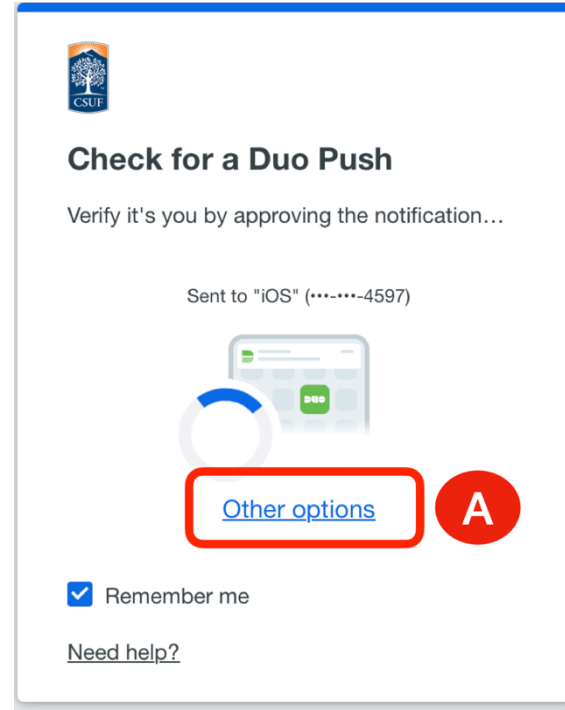 CSUF
Check for a Duo Push
Verify it's you by approving the notification...
Sent to "iOS" (•••-•••-4597)
DUO
Other options
A
Remember me
Need help?